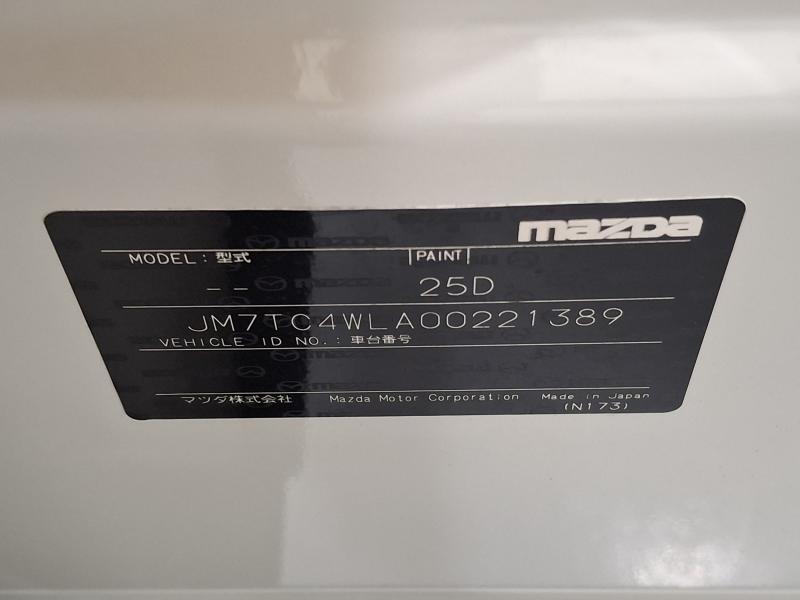 mazda
MODEL : 型式 PAINT
-- 25D
JM7TC4WLA00221389
VEHICLE ID NO. : 車台番号
マツダ株式会社 Mazda Motor Corporation Made in Japan
(N173)